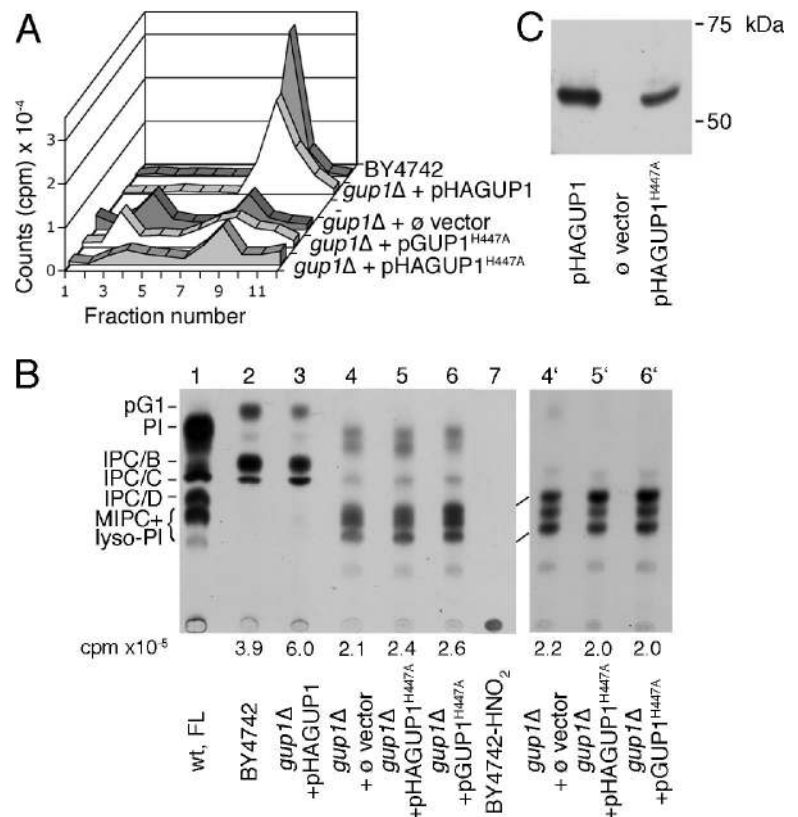 A
Counts (cpm) x 10⁻⁴
3
2
1
0
1 3 5 7 9 11
Fraction number
BY4742
gup1Δ + pHAGUP1
gup1Δ + ø vector
gup1Δ + pGUP1ᴴ⁴⁴⁷ᴬ
gup1Δ + pHAGUP1ᴴ⁴⁴⁷ᴬ
C
-75 kDa
-50
pHAGUP1
ø vector
pHAGUP1ᴴ⁴⁴⁷ᴬ
B
1 2 3 4 5 6 7 4' 5' 6'
pG1
PI
IPC/B
IPC/C
IPC/D
MIPC+
lyso-PI
cpm x10⁻⁵ 3.9 6.0 2.1 2.4 2.6 2.2 2.0 2.0
wt, FL
BY4742
gup1Δ
+pHAGUP1
gup1Δ
+ ø vector
gup1Δ
+pHAGUP1ᴴ⁴⁴⁷ᴬ
gup1Δ
+pGUP1ᴴ⁴⁴⁷ᴬ
BY4742-HNO₂
gup1Δ
+ ø vector
gup1Δ
+pHAGUP1ᴴ⁴⁴⁷ᴬ
gup1Δ
+pGUP1ᴴ⁴⁴⁷ᴬ